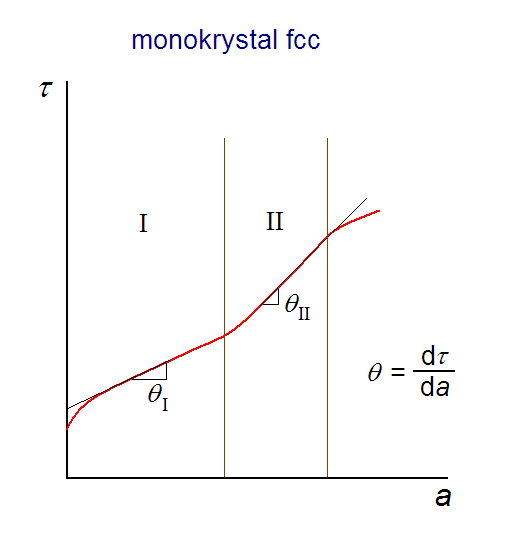 monokrystal fcc
τ
I
II
θII
θI
θ = dτ/da
a